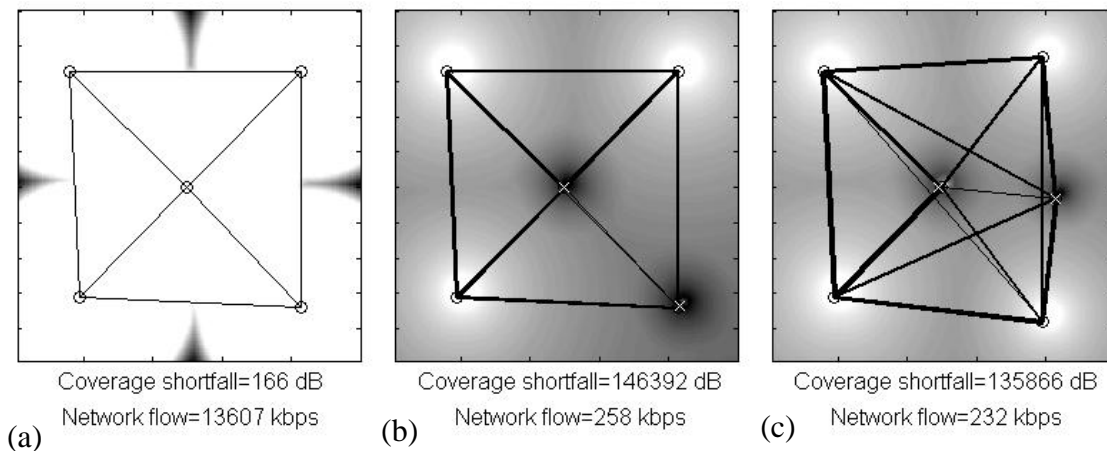 Coverage shortfall=166 dB
Network flow=13607 kbps
(a)
Coverage shortfall=146392 dB
Network flow=258 kbps
(b)
Coverage shortfall=135866 dB
Network flow=232 kbps
(c)